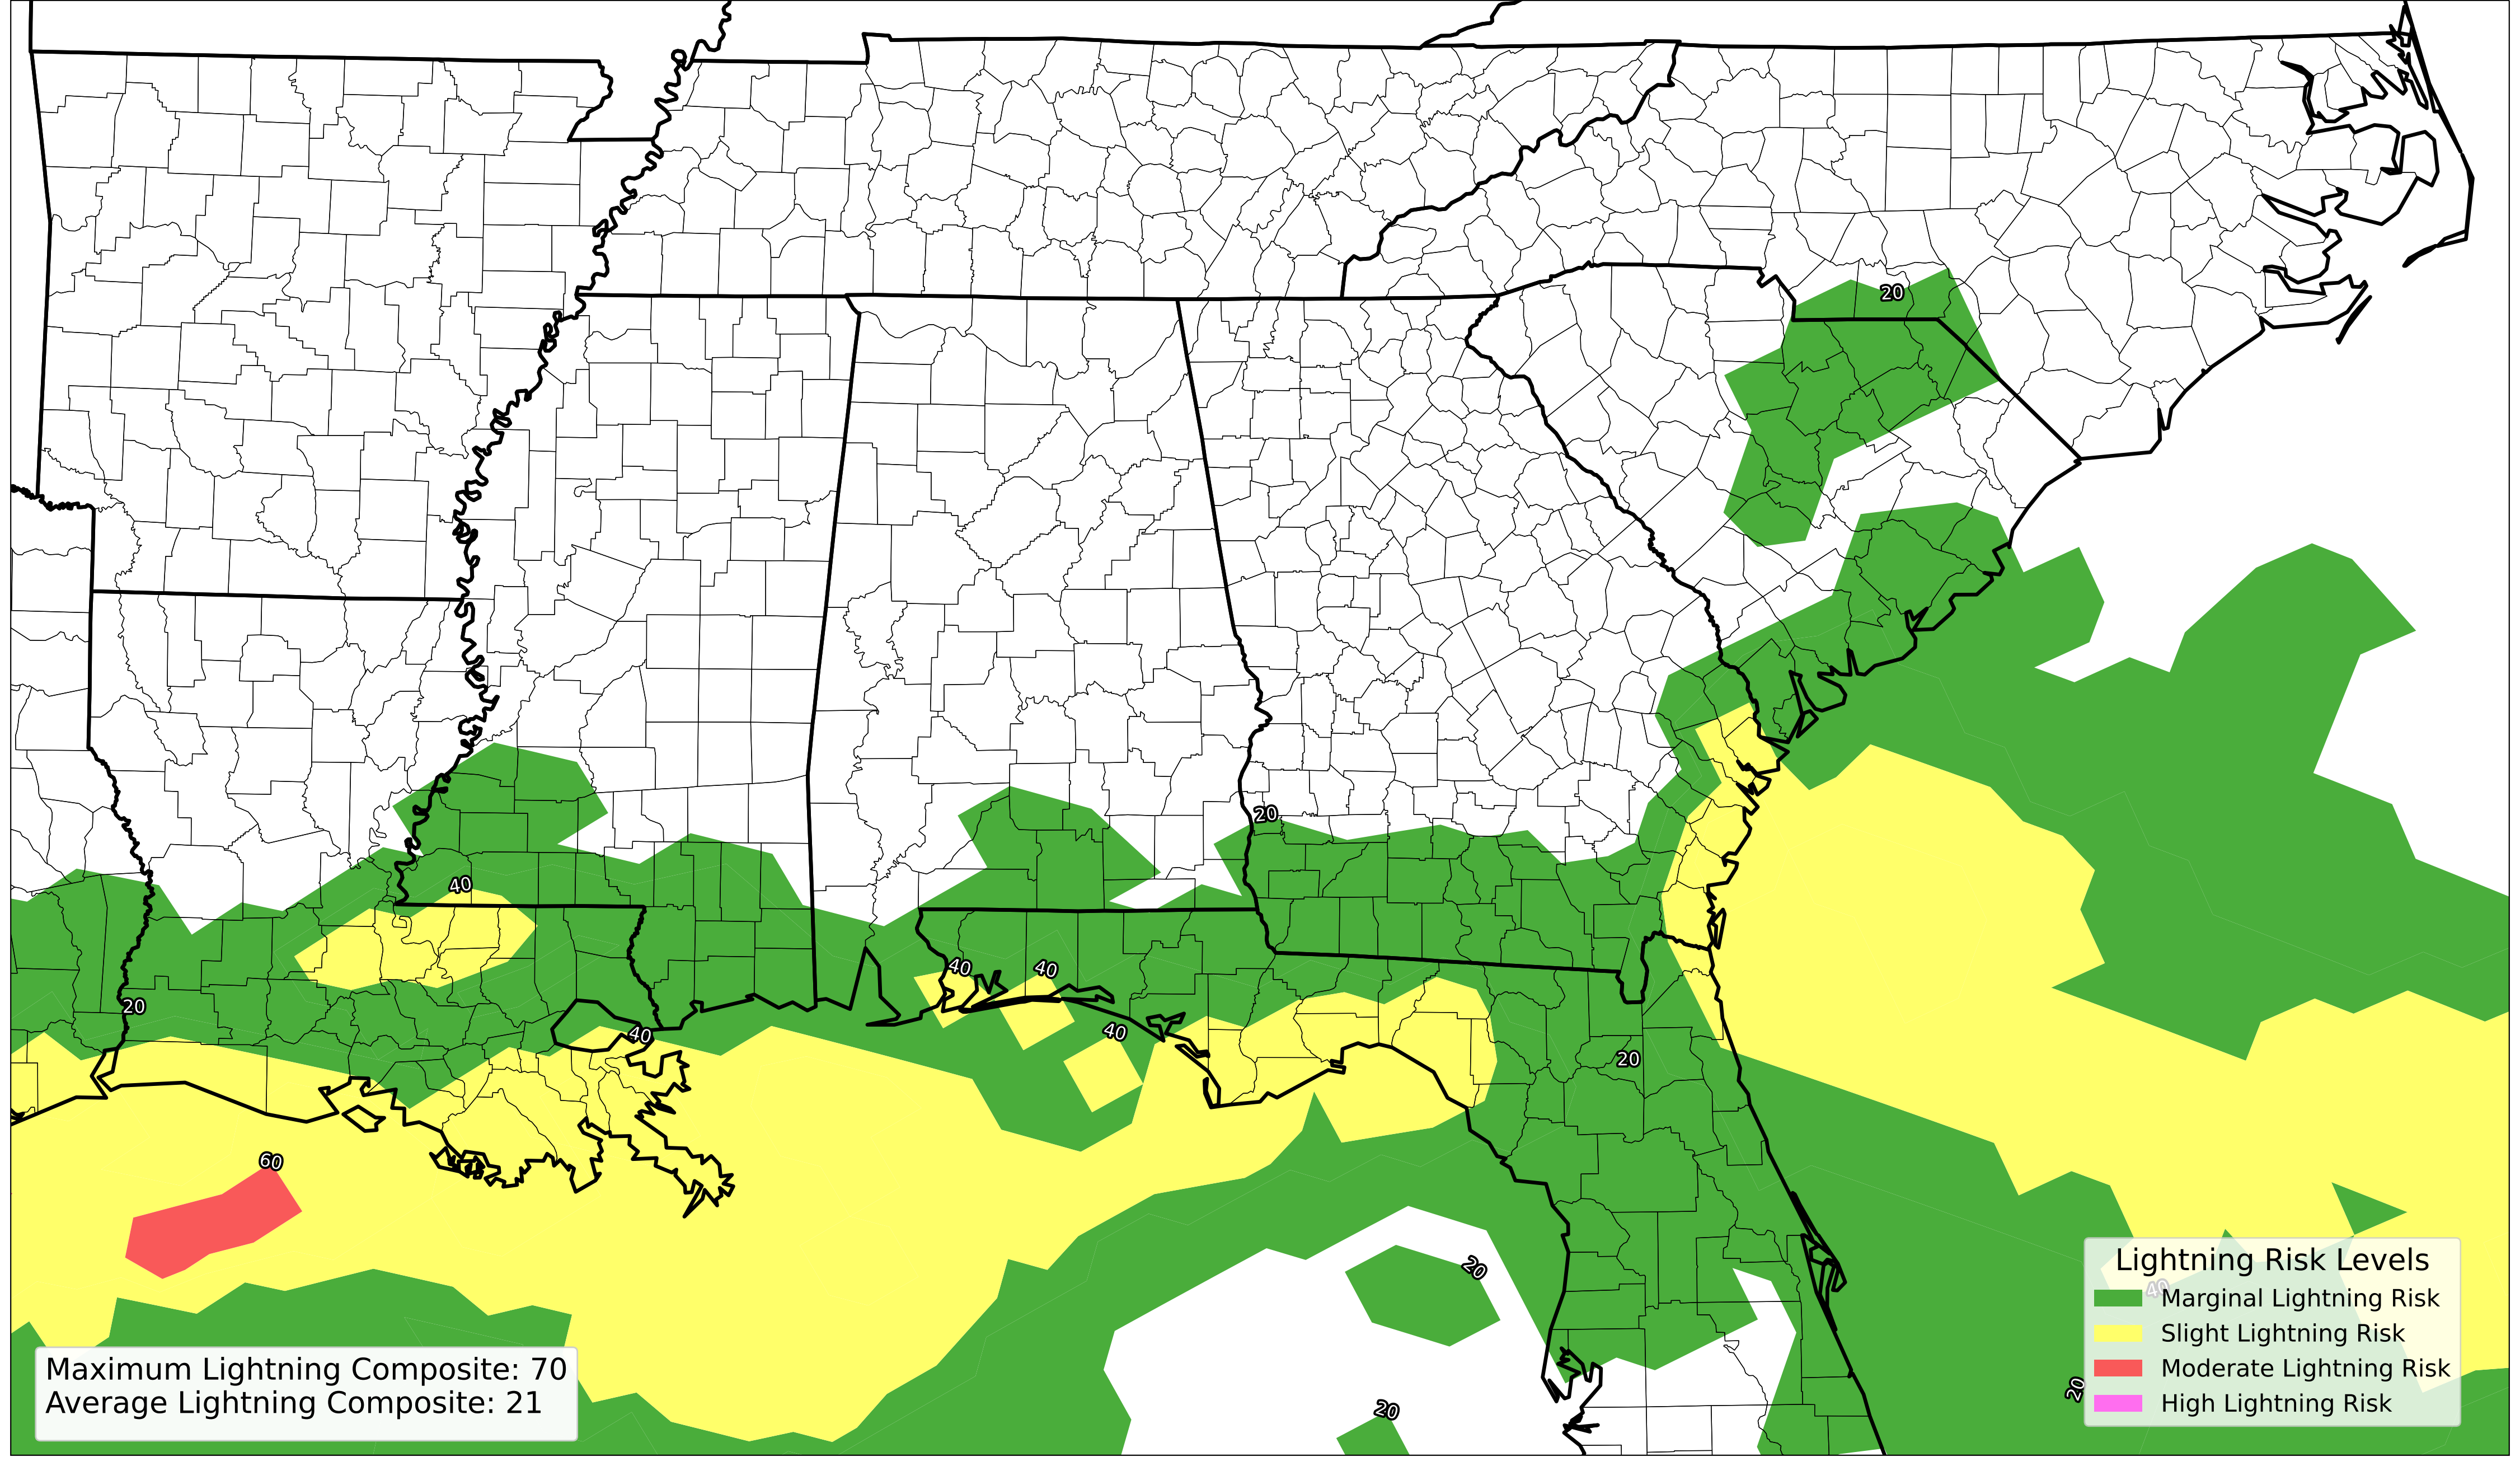 20
20
40
40
40
20
40
40
20
60
20
20
Lightning Risk Levels
40
Marginal Lightning Risk
Slight Lightning Risk
Moderate Lightning Risk
High Lightning Risk
20
Maximum Lightning Composite: 70
Average Lightning Composite: 21